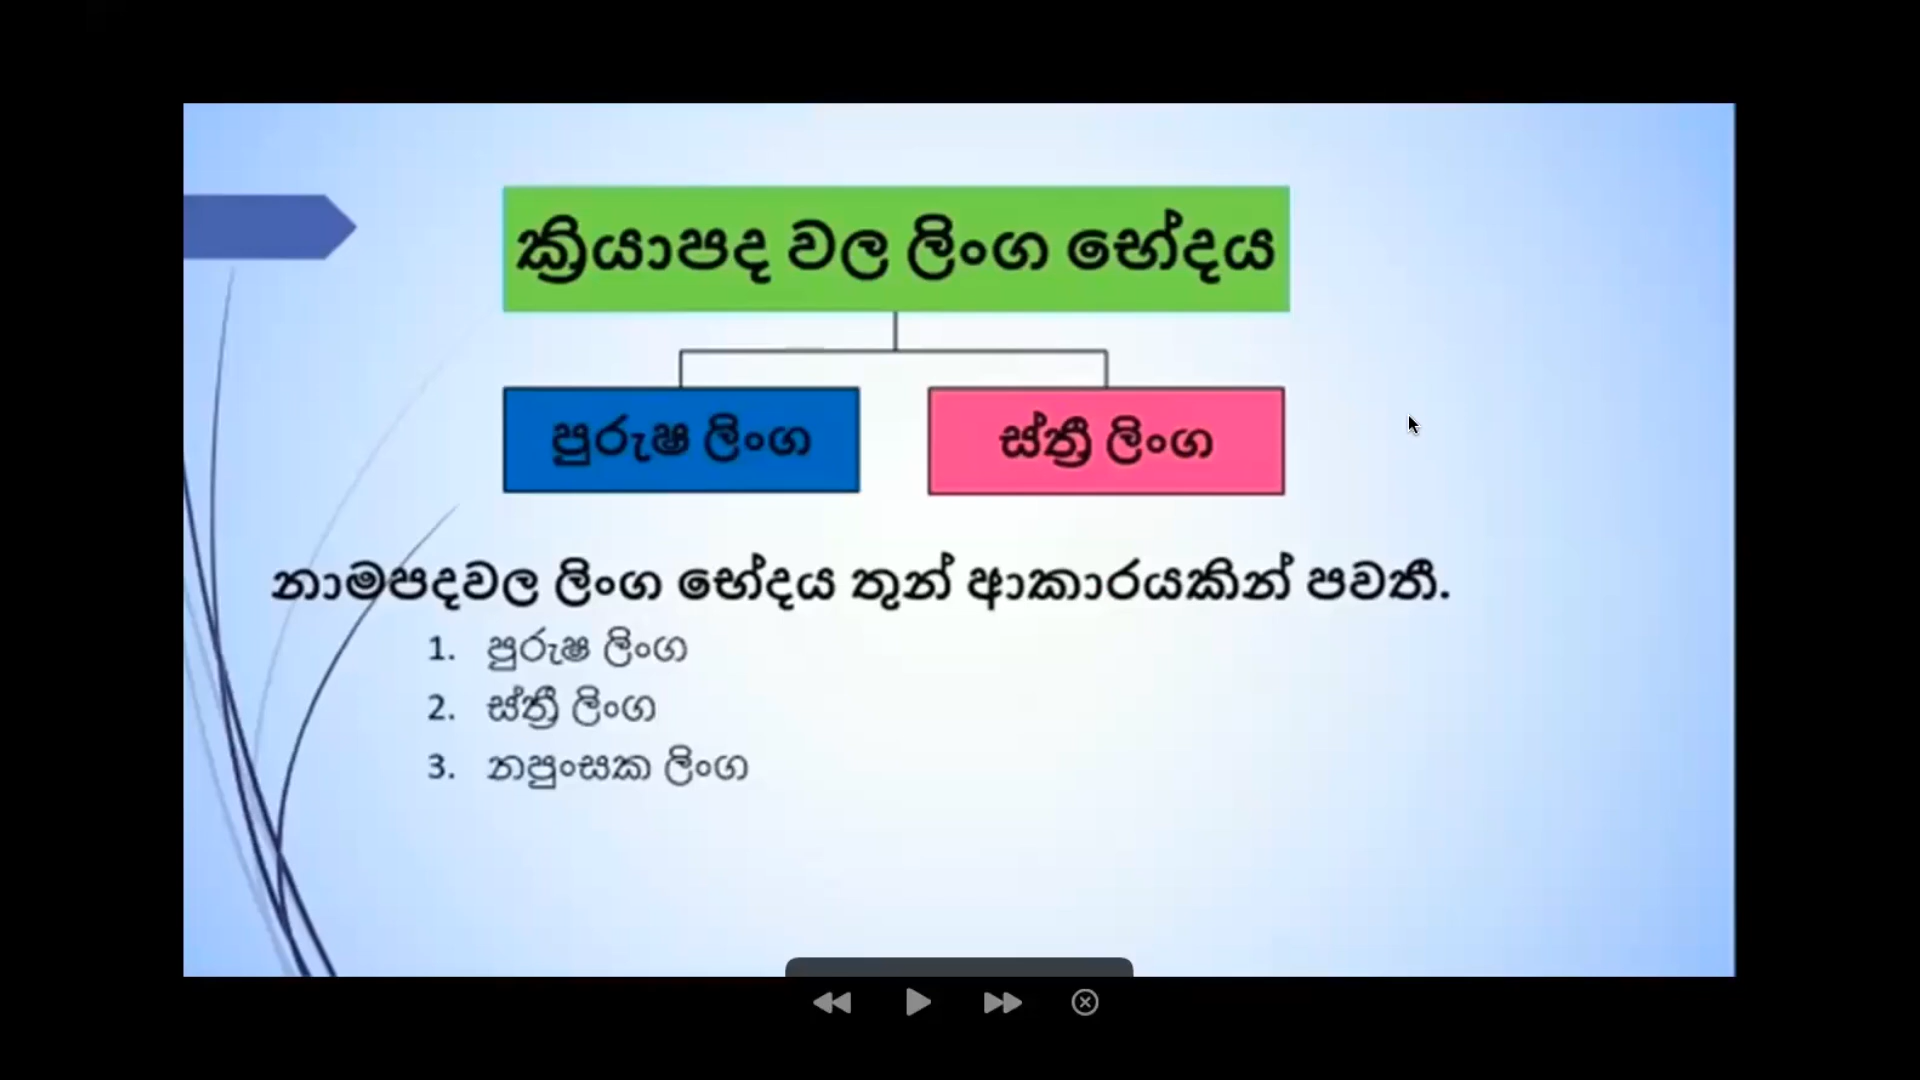 ක්‍රියාපද වල ලිංග භේදය
පුරුෂ ලිංග
ස්ත්‍රී ලිංග
නාමපදවල ලිංග භේදය තුන් ආකාරයකින් පවතී.
1. පුරුෂ ලිංග
2. ස්ත්‍රී ලිංග
3. නපුංසක ලිංග